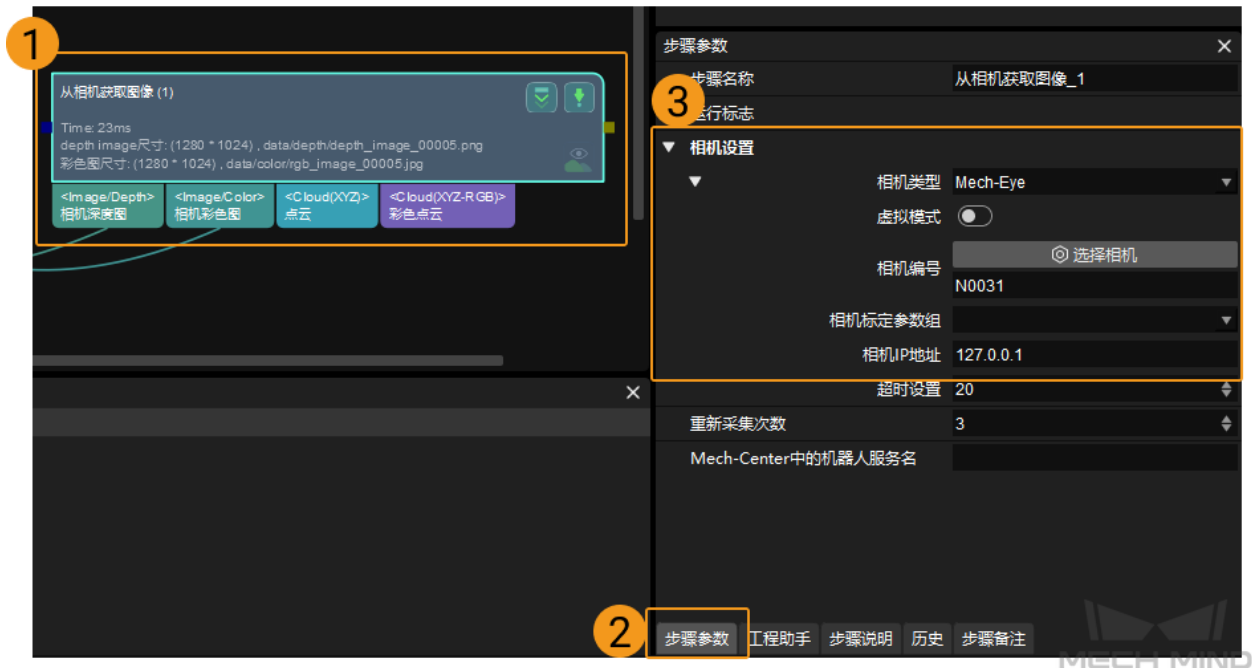 1
从相机获取图像 (1)
Time: 23ms
depth image尺寸: (1280 * 1024) , data/depth/depth_image_00005.png
彩色图尺寸: (1280 * 1024) , data/color/rgb_image_00005.jpg
<Image/Depth>
相机深度图
<Image/Color>
相机彩色图
<Cloud(XYZ)>
点云
<Cloud(XYZ-RGB)>
彩色点云
步骤参数
步骤名称 从相机获取图像_1
3
运行标志
相机设置
相机类型 Mech-Eye
虚拟模式
相机编号 选择相机
N0031
相机标定参数组
相机IP地址 127.0.0.1
超时设置 20
重新采集次数 3
Mech-Center中的机器人服务名
2
步骤参数 工程助手 步骤说明 历史 步骤备注
MECH MIND